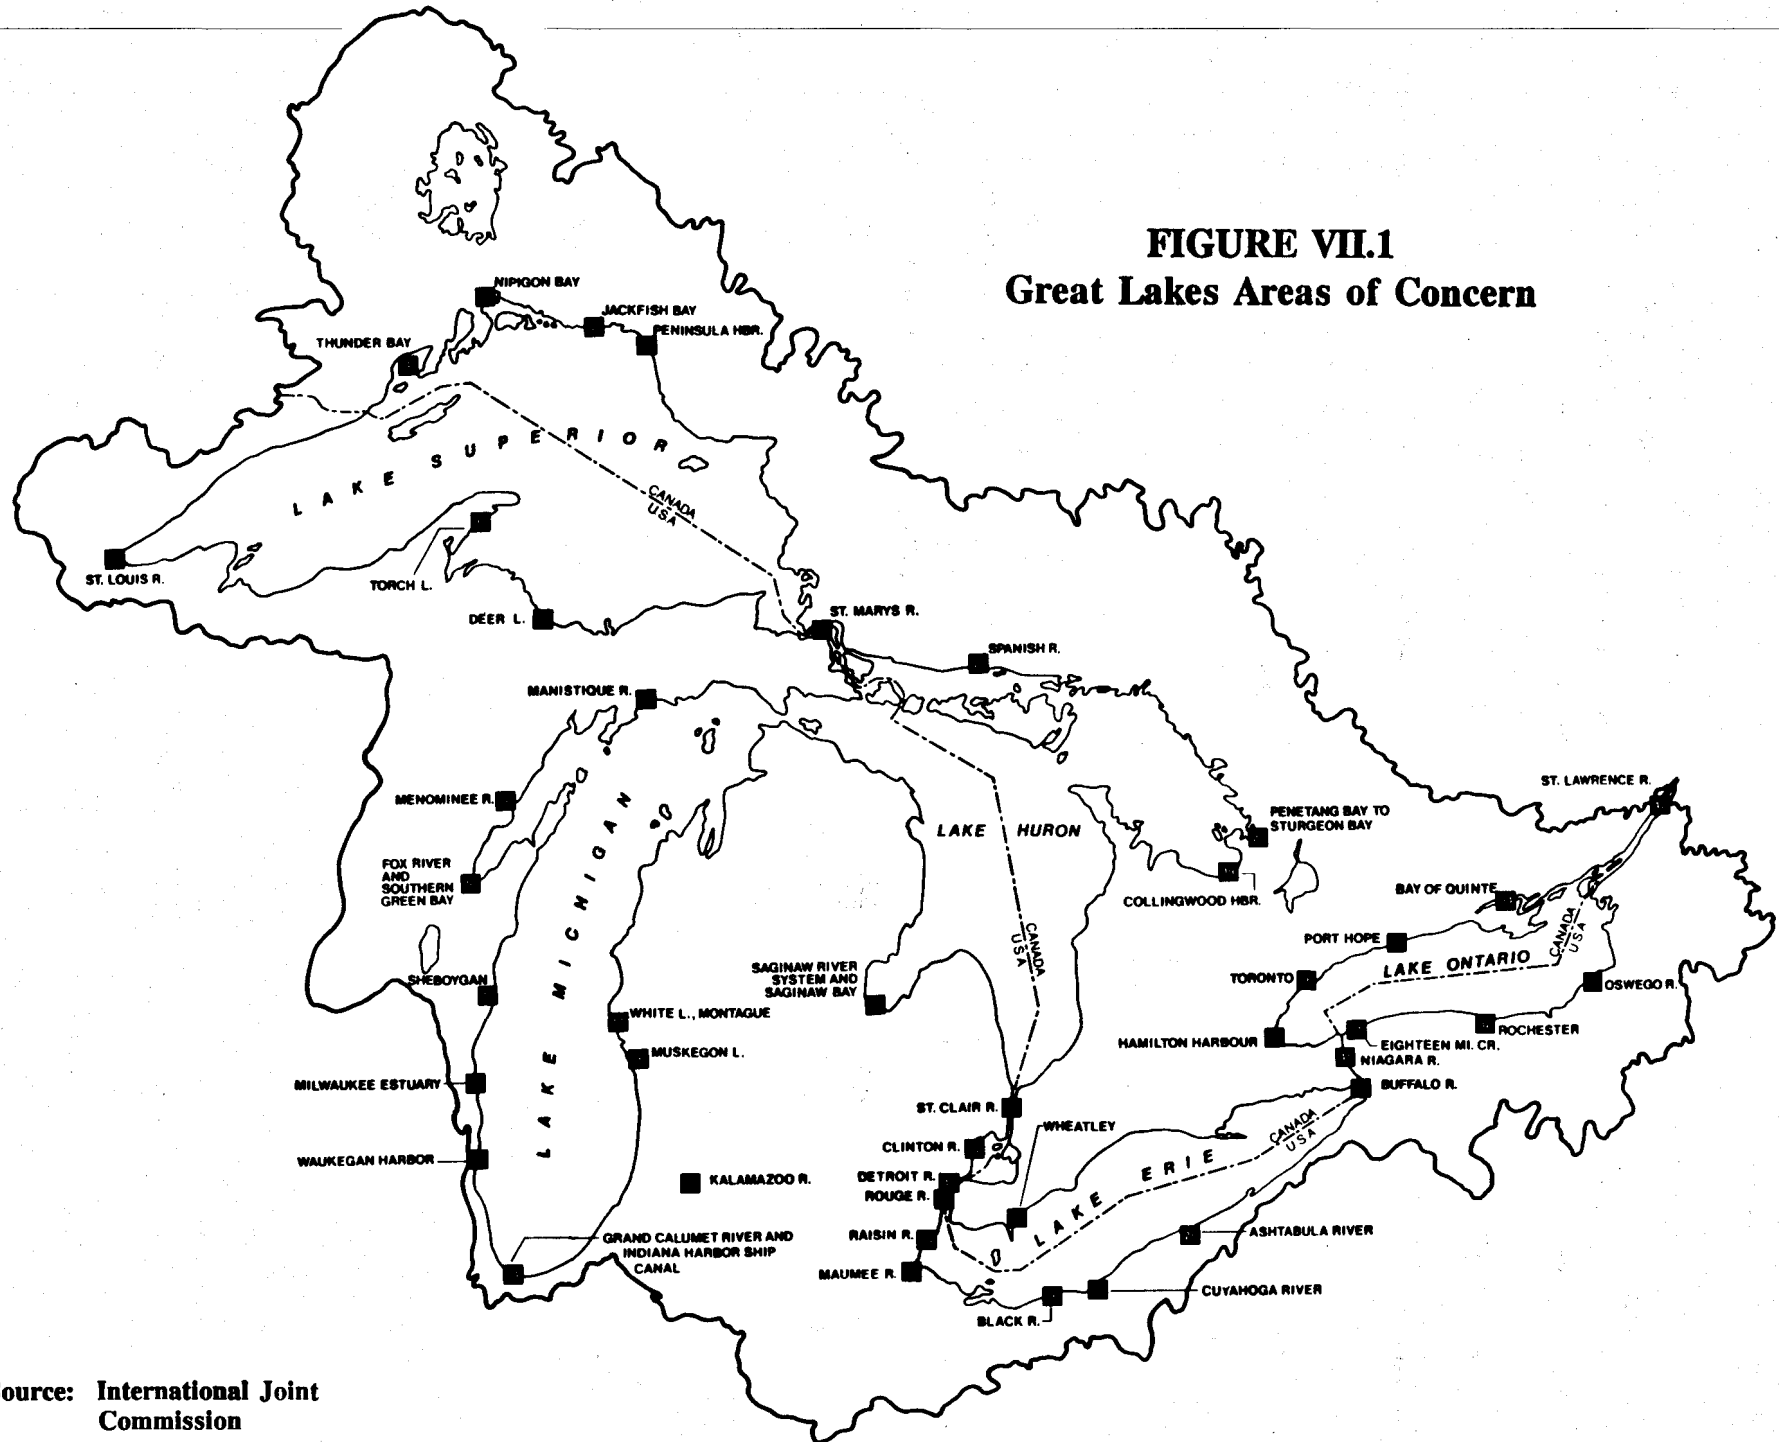 FIGURE VII.1
Great Lakes Areas of Concern
NIPIGON BAY
JACKFISH BAY
PENINSULA HBR.
THUNDER BAY
LAKE SUPERIOR
CANADA
USA
ST. LOUIS R.
TORCH L.
DEER L.
ST. MARYS R.
SPANISH R.
MANISTIQUE R.
MENOMINEE R.
FOX RIVER
AND
SOUTHERN
GREEN BAY
LAKE MICHIGAN
LAKE HURON
PENETANG BAY TO
STURGEON BAY
COLLINGWOOD HBR.
ST. LAWRENCE R.
BAY OF QUINTE
PORT HOPE
TORONTO
LAKE ONTARIO
CANADA
USA
OSWEGO R.
ROCHESTER
EIGHTEEN MI. CR.
HAMILTON HARBOUR
NIAGARA R.
BUFFALO R.
CANADA
USA
SAGINAW RIVER
SYSTEM AND
SAGINAW BAY
SHEBOYGAN
WHITE L., MONTAGUE
MUSKEGON L.
MILWAUKEE ESTUARY
WAUKEGAN HARBOR
KALAMAZOO R.
GRAND CALUMET RIVER AND
INDIANA HARBOR SHIP
CANAL
ST. CLAIR R.
CLINTON R.
DETROIT R.
ROUGE R.
RAISIN R.
MAUMEE R.
WHEATLEY
LAKE ERIE
CANADA
USA
ASHTABULA RIVER
CUYAHOGA RIVER
BLACK R.
ource: International Joint
Commission